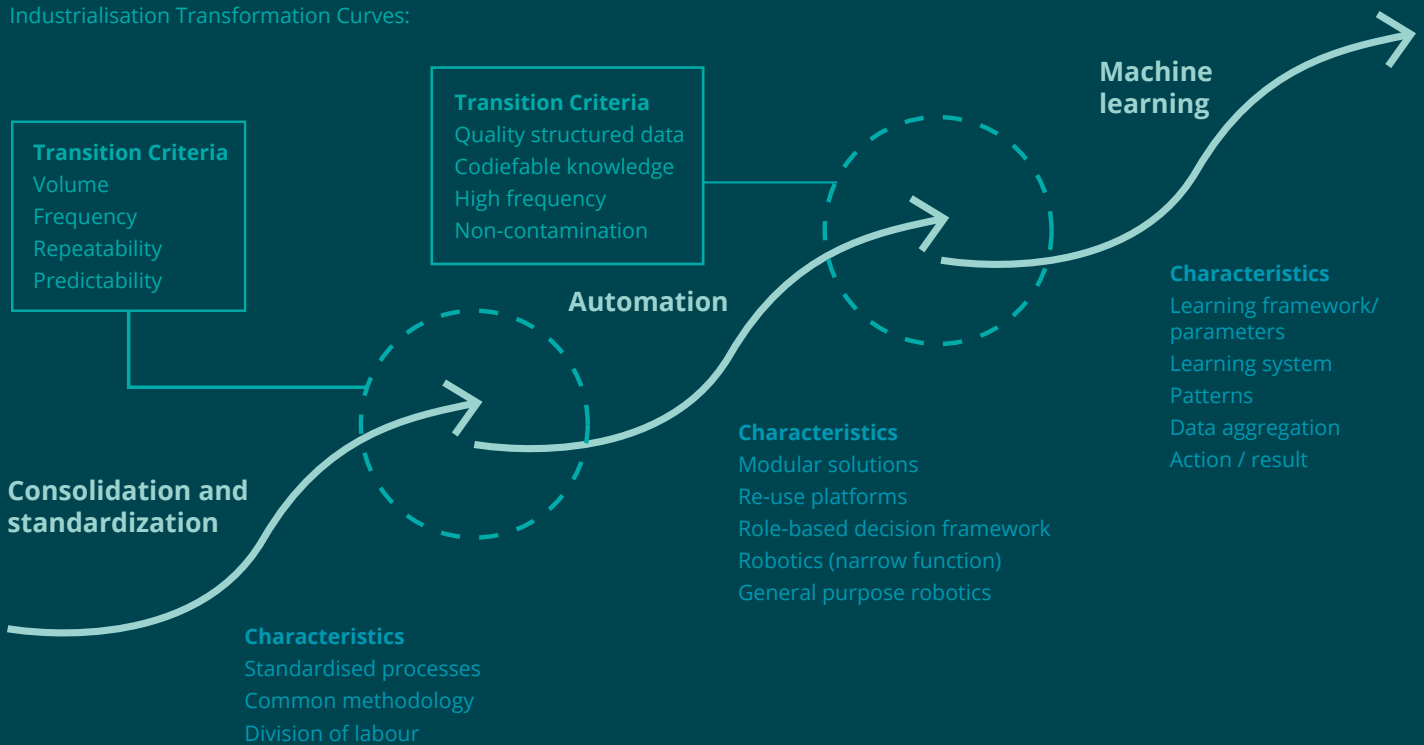 Industrialisation Transformation Curves:
Transition Criteria
Volume
Frequency
Repeatability
Predictability
Transition Criteria
Quality structured data
Codiefable knowledge
High frequency
Non-contamination
Machine
learning
Automation
Consolidation and
standardization
Characteristics
Standardised processes
Common methodology
Division of labour
Characteristics
Modular solutions
Re-use platforms
Role-based decision framework
Robotics (narrow function)
General purpose robotics
Characteristics
Learning framework/
parameters
Learning system
Patterns
Data aggregation
Action / result